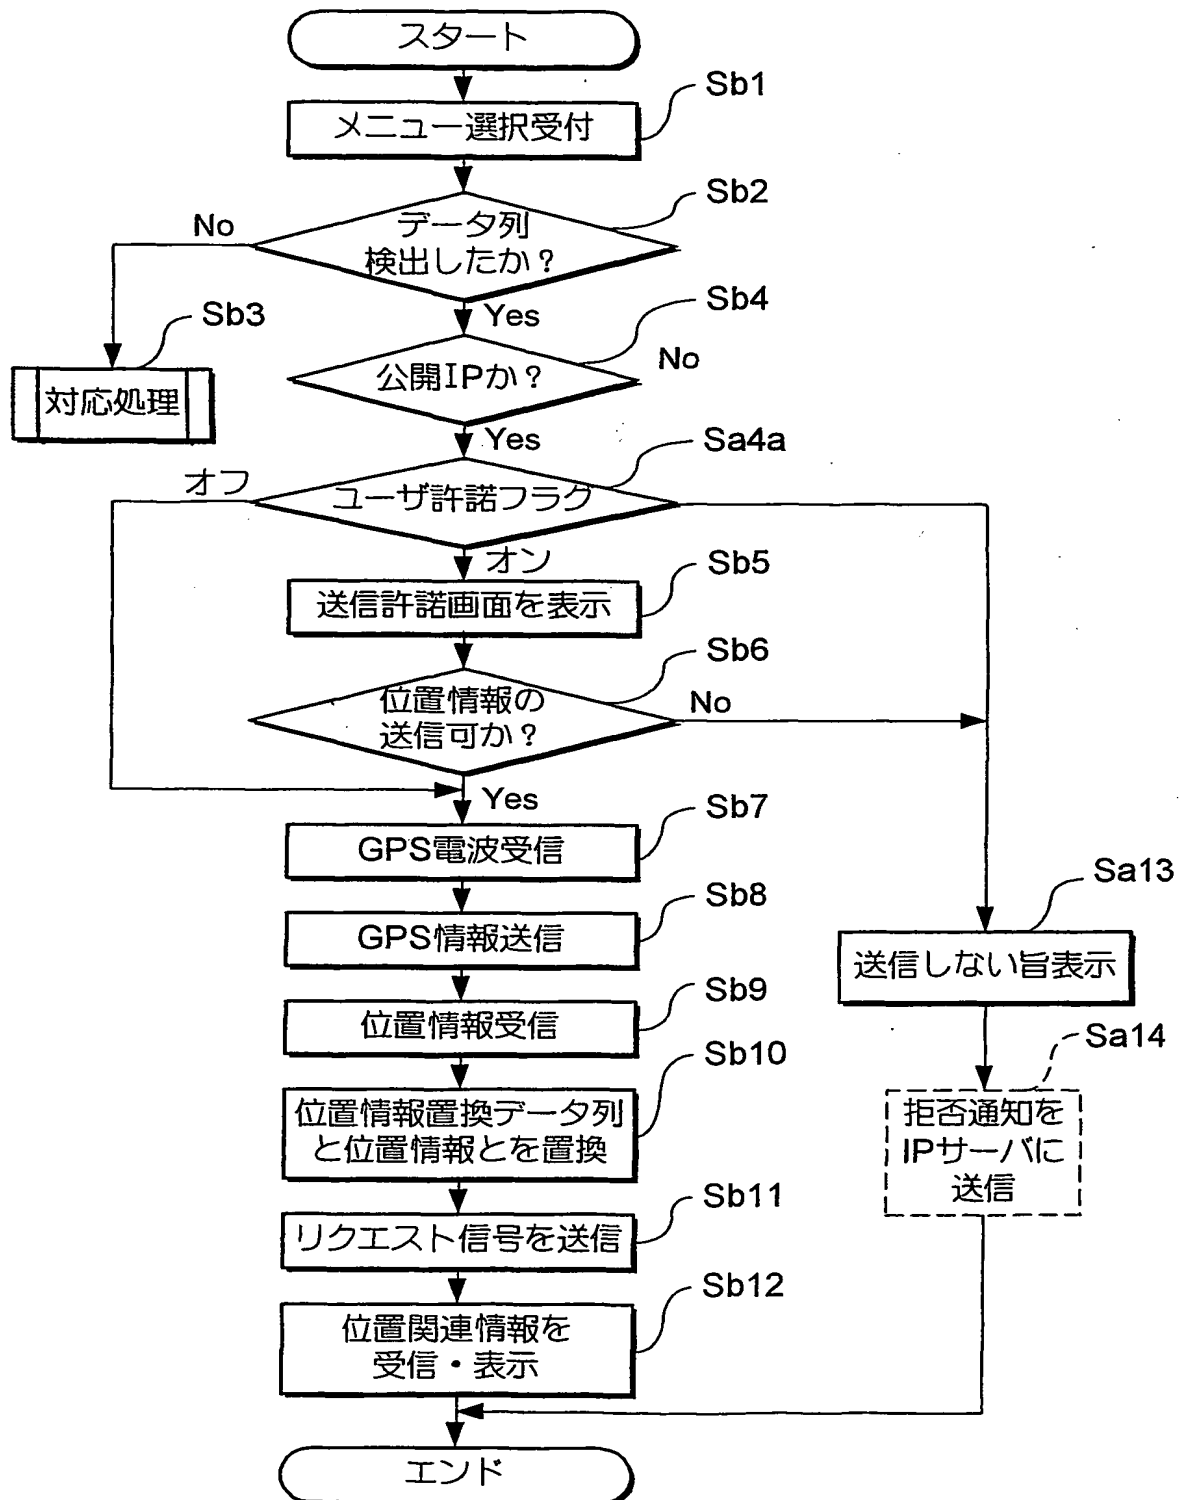 スタート
Sb1
メニュー選択受付
Sb2
No
データ列
検出したか？
Sb4
Yes
Sb3
No
公開IPか？
対応処理
Yes
Sa4a
オフ
ユーザ許諾フラグ
オン
Sb5
送信許諾画面を表示
Sb6
位置情報の
送信可か？
No
Yes
Sb7
GPS電波受信
Sb8
Sa13
GPS情報送信
送信しない旨表示
Sb9
位置情報受信
Sb10
Sa14
位置情報置換データ列
と位置情報とを置換
拒否通知を
IPサーバに
送信
Sb11
リクエスト信号を送信
Sb12
位置関連情報を
受信・表示
エンド